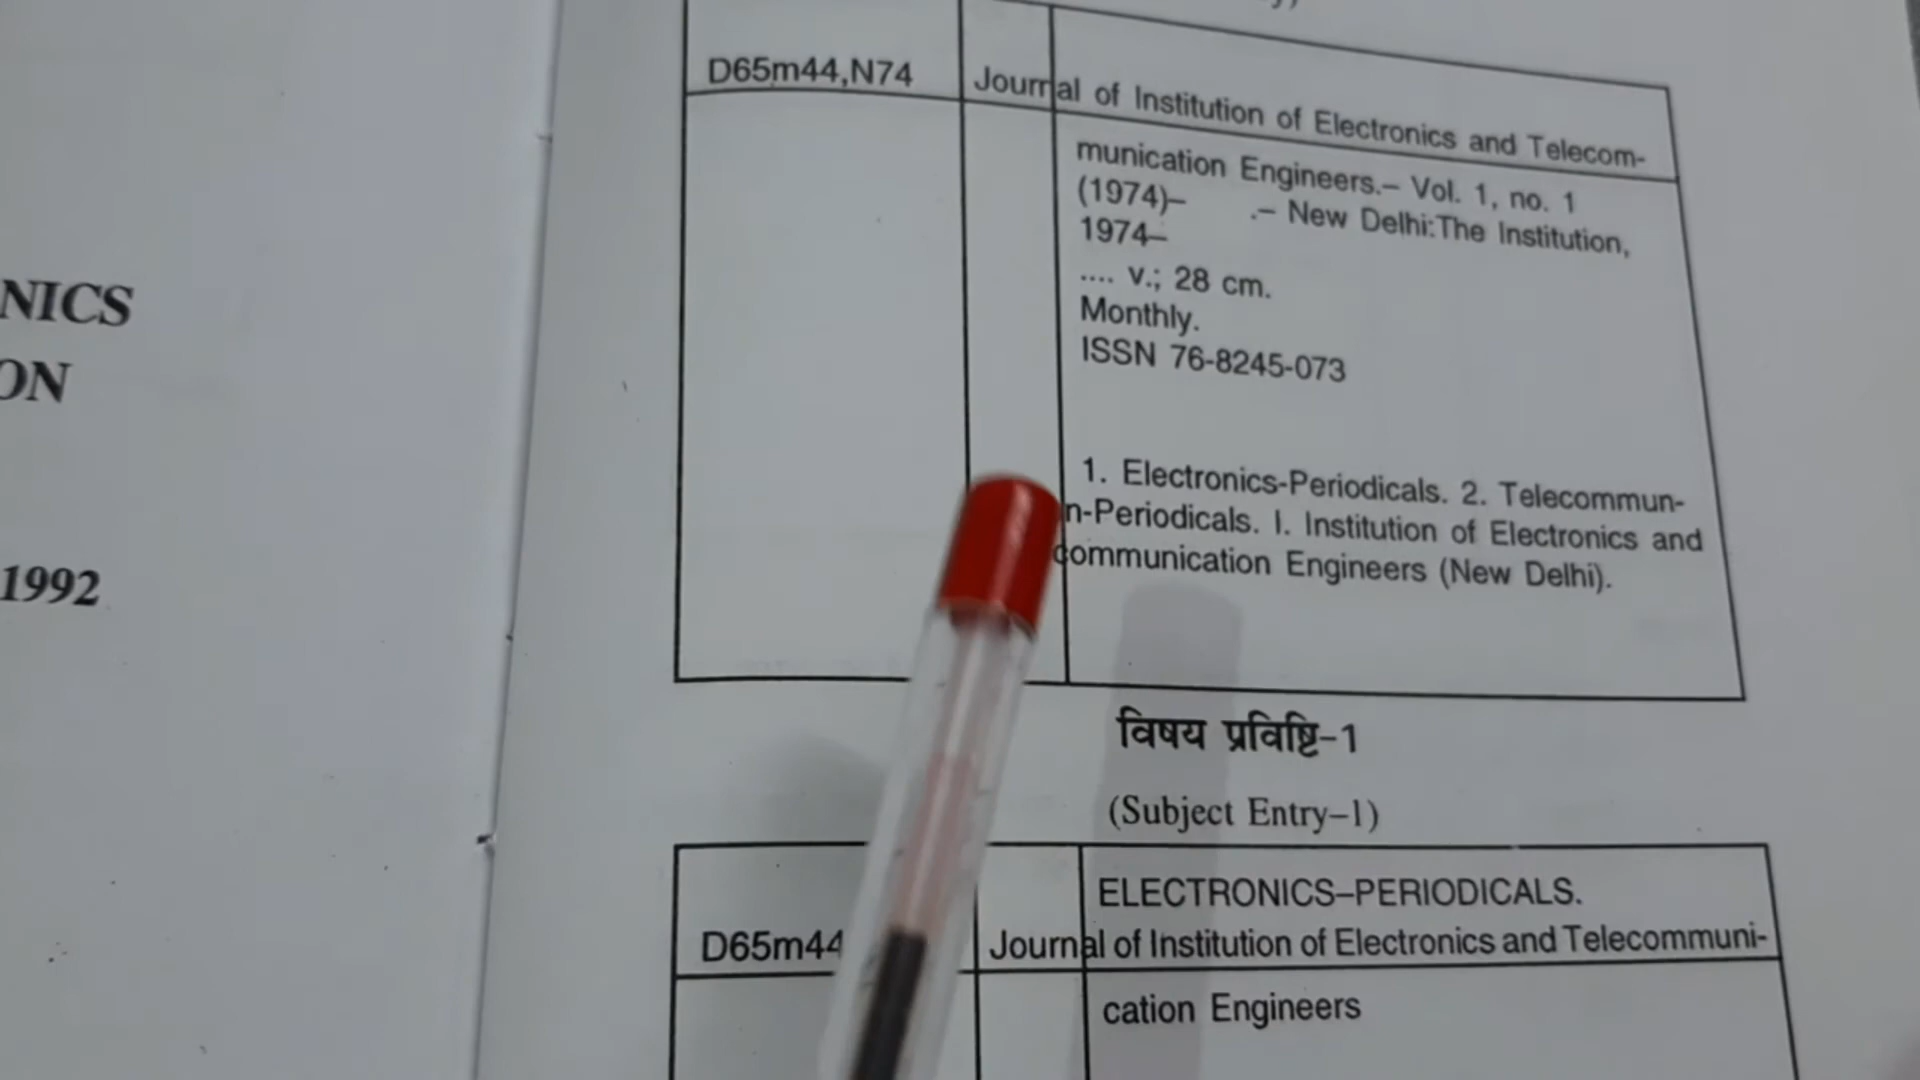 NICS
ON
1992
D65m44,N74
Journal of Institution of Electronics and Telecom-
munication Engineers.– Vol. 1, no. 1
(1974)– .– New Delhi:The Institution,
1974–
.... v.; 28 cm.
Monthly.
ISSN 76-8245-073
1. Electronics-Periodicals. 2. Telecommun-
n-Periodicals. I. Institution of Electronics and
communication Engineers (New Delhi).
विषय प्रविष्टि-1
(Subject Entry–1)
ELECTRONICS–PERIODICALS.
D65m44
Journal of Institution of Electronics and Telecommuni-
cation Engineers